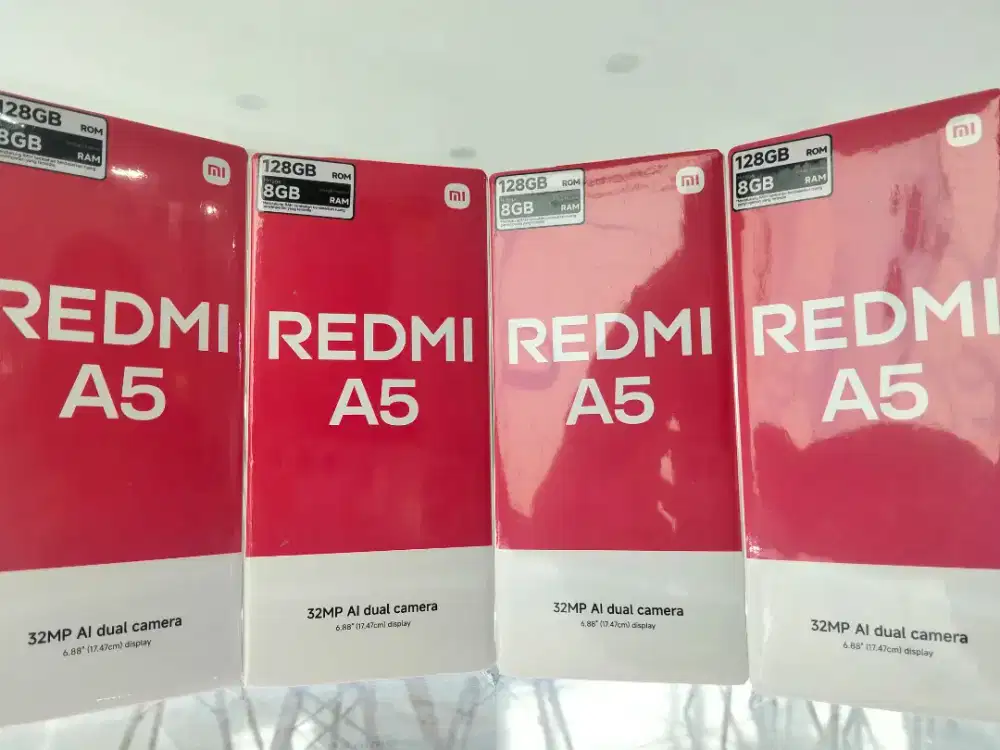 128GB ROM
8GB RAM
mi
REDMI
A5
32MP AI dual camera
6.88" (17.47cm) display
128GB ROM
8GB RAM
mi
REDMI
A5
32MP AI dual camera
6.88" (17.47cm) display
128GB ROM
8GB RAM
mi
REDMI
A5
32MP AI dual camera
6.88" (17.47cm) display
128GB ROM
8GB RAM
mi
REDMI
A5
32MP AI dual camera
6.88" (17.47cm) display